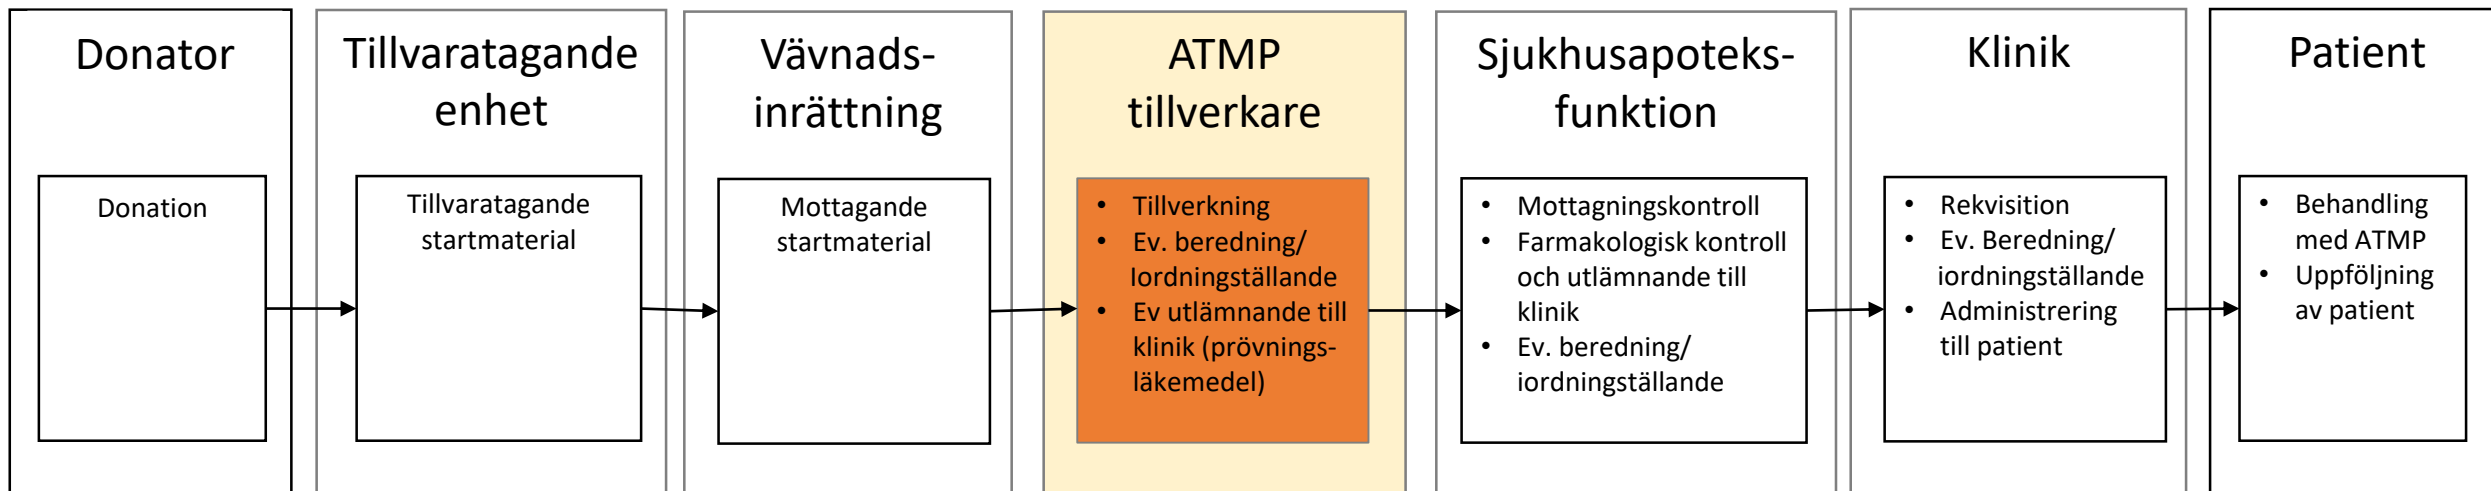 Donator
Donation
Tillvaratagande
enhet
Tillvaratagande
startmaterial
Vävnads-
inrättning
Mottagande
startmaterial
ATMP
tillverkare
• Tillverkning
• Ev. beredning/
Iordningställande
• Ev utlämnande till
klinik (prövnings-
läkemedel)
Sjukhusapoteks-
funktion
• Mottagningskontroll
• Farmakologisk kontroll
och utlämnande till
klinik
• Ev. beredning/
iordningställande
Klinik
• Rekvisition
• Ev. Beredning/
iordningställande
• Administrering
till patient
Patient
• Behandling
med ATMP
• Uppföljning
av patient